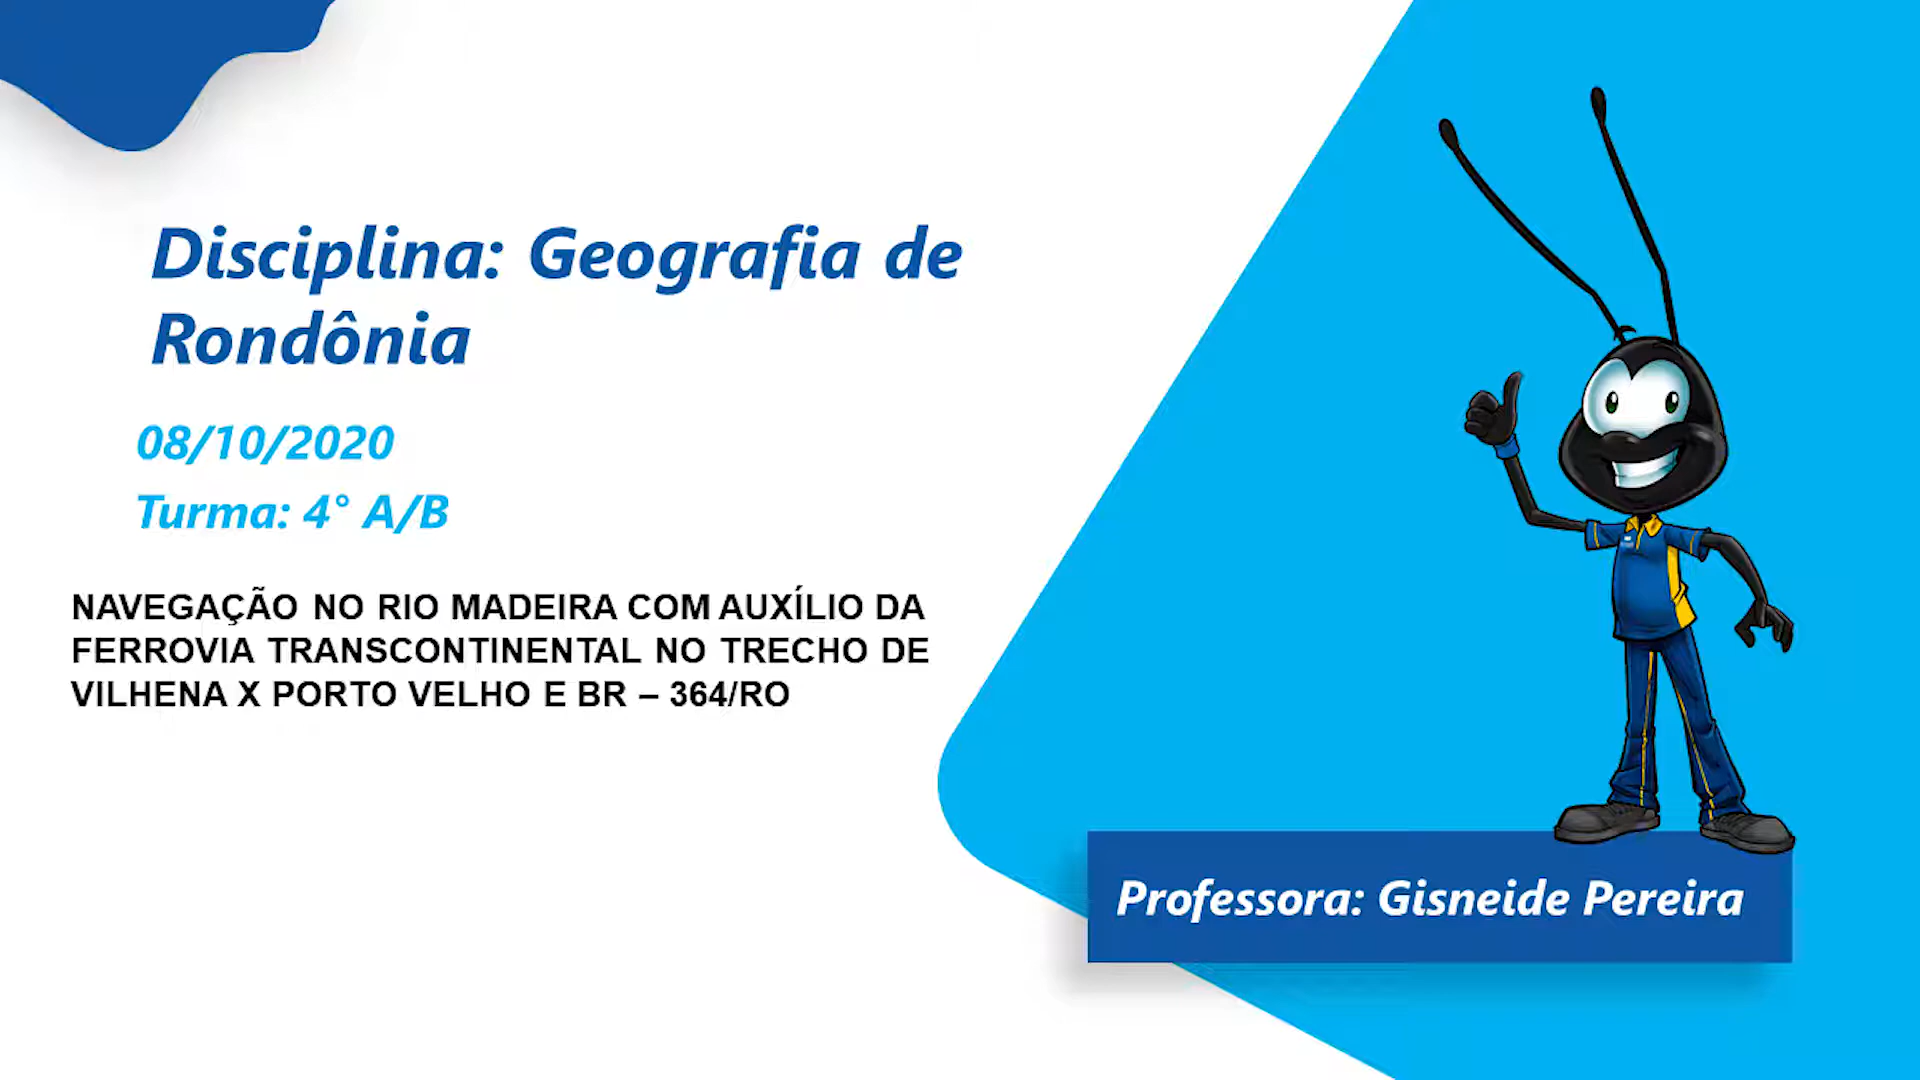 Disciplina: Geografia de
Rondônia
08/10/2020
Turma: 4° A/B
NAVEGAÇÃO NO RIO MADEIRA COM AUXÍLIO DA
FERROVIA TRANSCONTINENTAL NO TRECHO DE
VILHENA X PORTO VELHO E BR – 364/RO
Professora: Gisneide Pereira